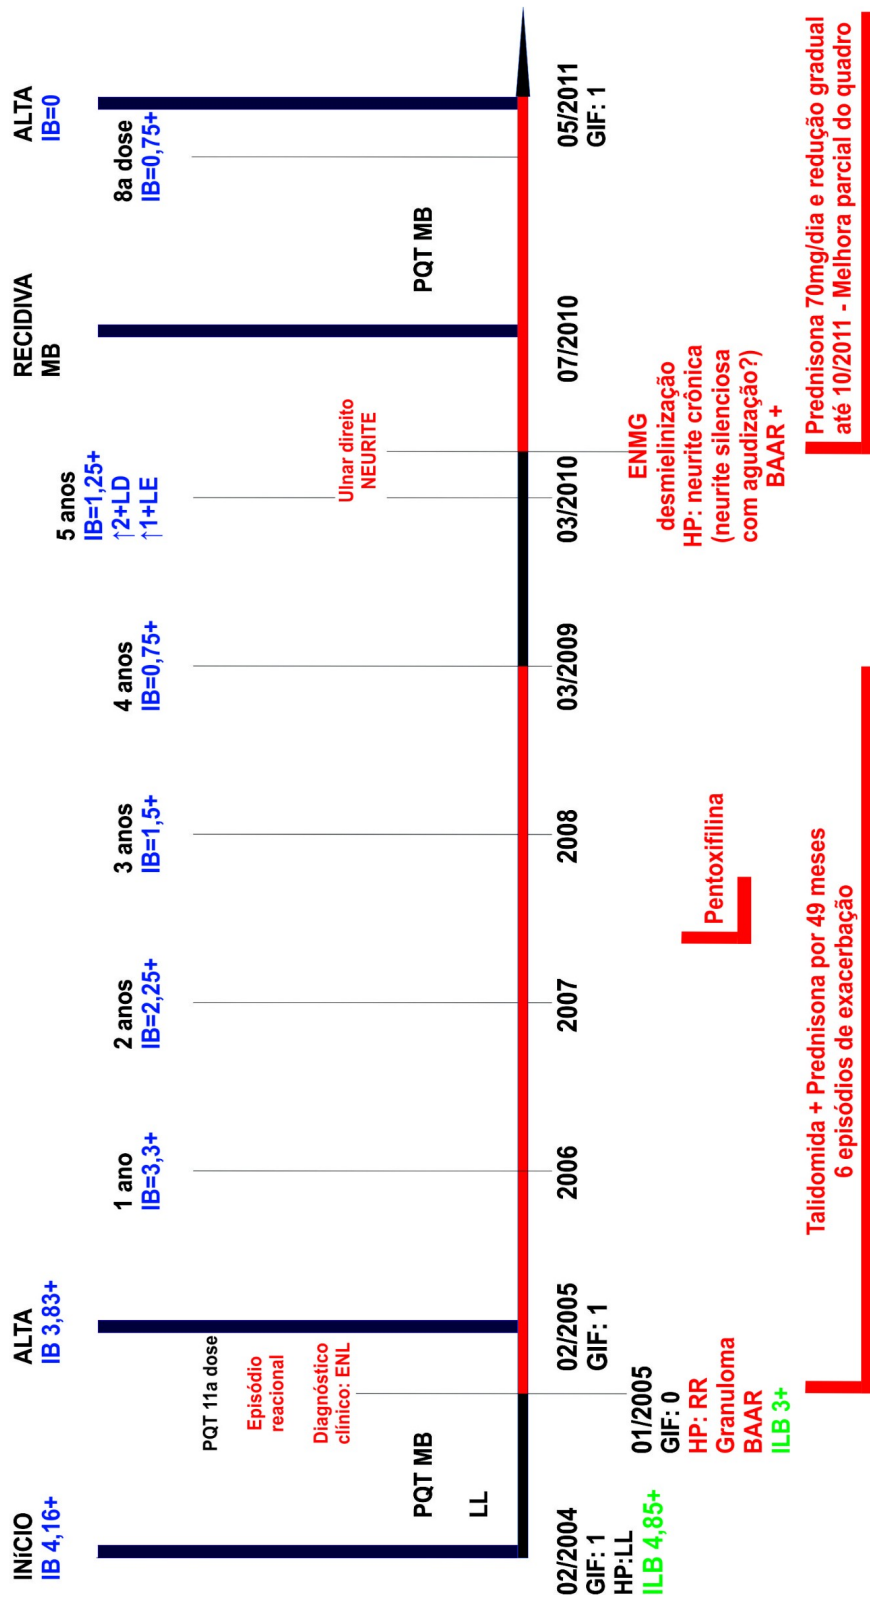 INíCIO
IB 4,16+
ALTA
IB 3,83+
1 ano
IB=3,3+
2 anos
IB=2,25+
3 anos
IB=1,5+
4 anos
IB=0,75+
5 anos
IB=1,25+
↑2+LD
↑1+LE
RECIDIVA
MB
ALTA
IB=0
8a dose
IB=0,75+
PQT 11a dose
Episódio
reacional
Diagnóstico
clínico: ENL
Ulnar direito
NEURITE
PQT MB
LL
PQT MB
02/2004
GIF: 1
HP:LL
ILB 4,85+
01/2005
GIF: 0
HP: RR
Granuloma
BAAR
ILB 3+
02/2005
GIF: 1
2006
2007
2008
03/2009
03/2010
07/2010
05/2011
GIF: 1
ENMG
desmielinização
HP: neurite crônica
(neurite silenciosa
com agudização?)
BAAR +
Pentoxifilina
Talidomida + Prednisona por 49 meses
6 episódios de exacerbação
Prednisona 70mg/dia e redução gradual
até 10/2011 - Melhora parcial do quadro